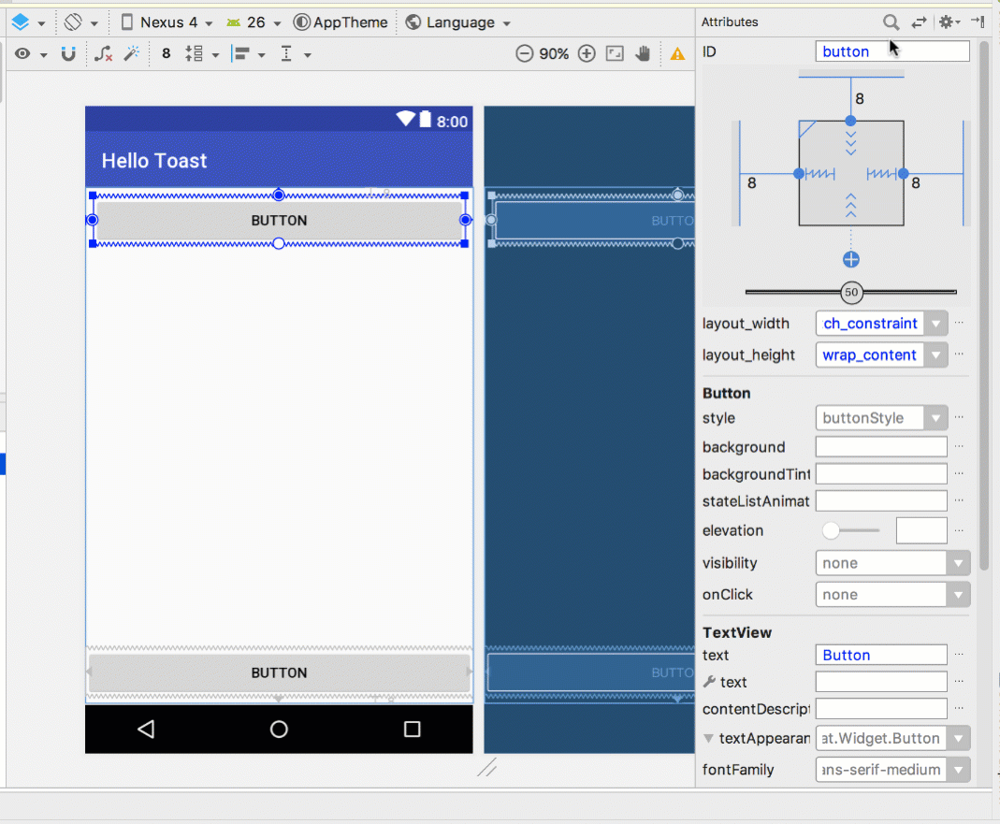 Nexus 4 26 AppTheme Language
8 90%
8:00
Hello Toast
8
BUTTON
BUTTON
8
BUTTO
BUTTO
Attributes
ID button
8
8 8
50
layout_width ch_constraint ...
layout_height wrap_content ...
Button
style buttonStyle ...
background ...
backgroundTint ...
stateListAnimat ...
elevation ...
visibility none
onClick none
TextView
text Button ...
text ...
contentDescript ...
textAppearan at.Widget.Button
fontFamily ans-serif-medium